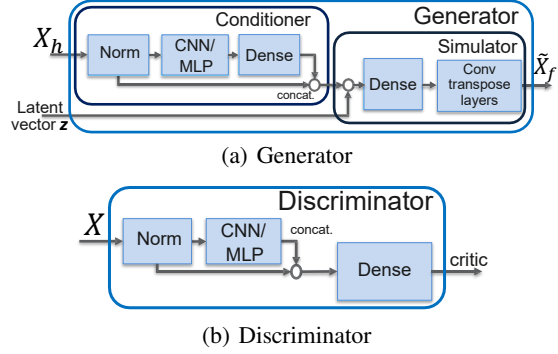 Generator
Conditioner
X_h
Norm
CNN/
MLP
Dense
concat.
Simulator
Dense
Conv
transpose
layers
X̃_f
Latent
vector z
(a) Generator
Discriminator
X
Norm
CNN/
MLP
concat.
Dense
critic
(b) Discriminator